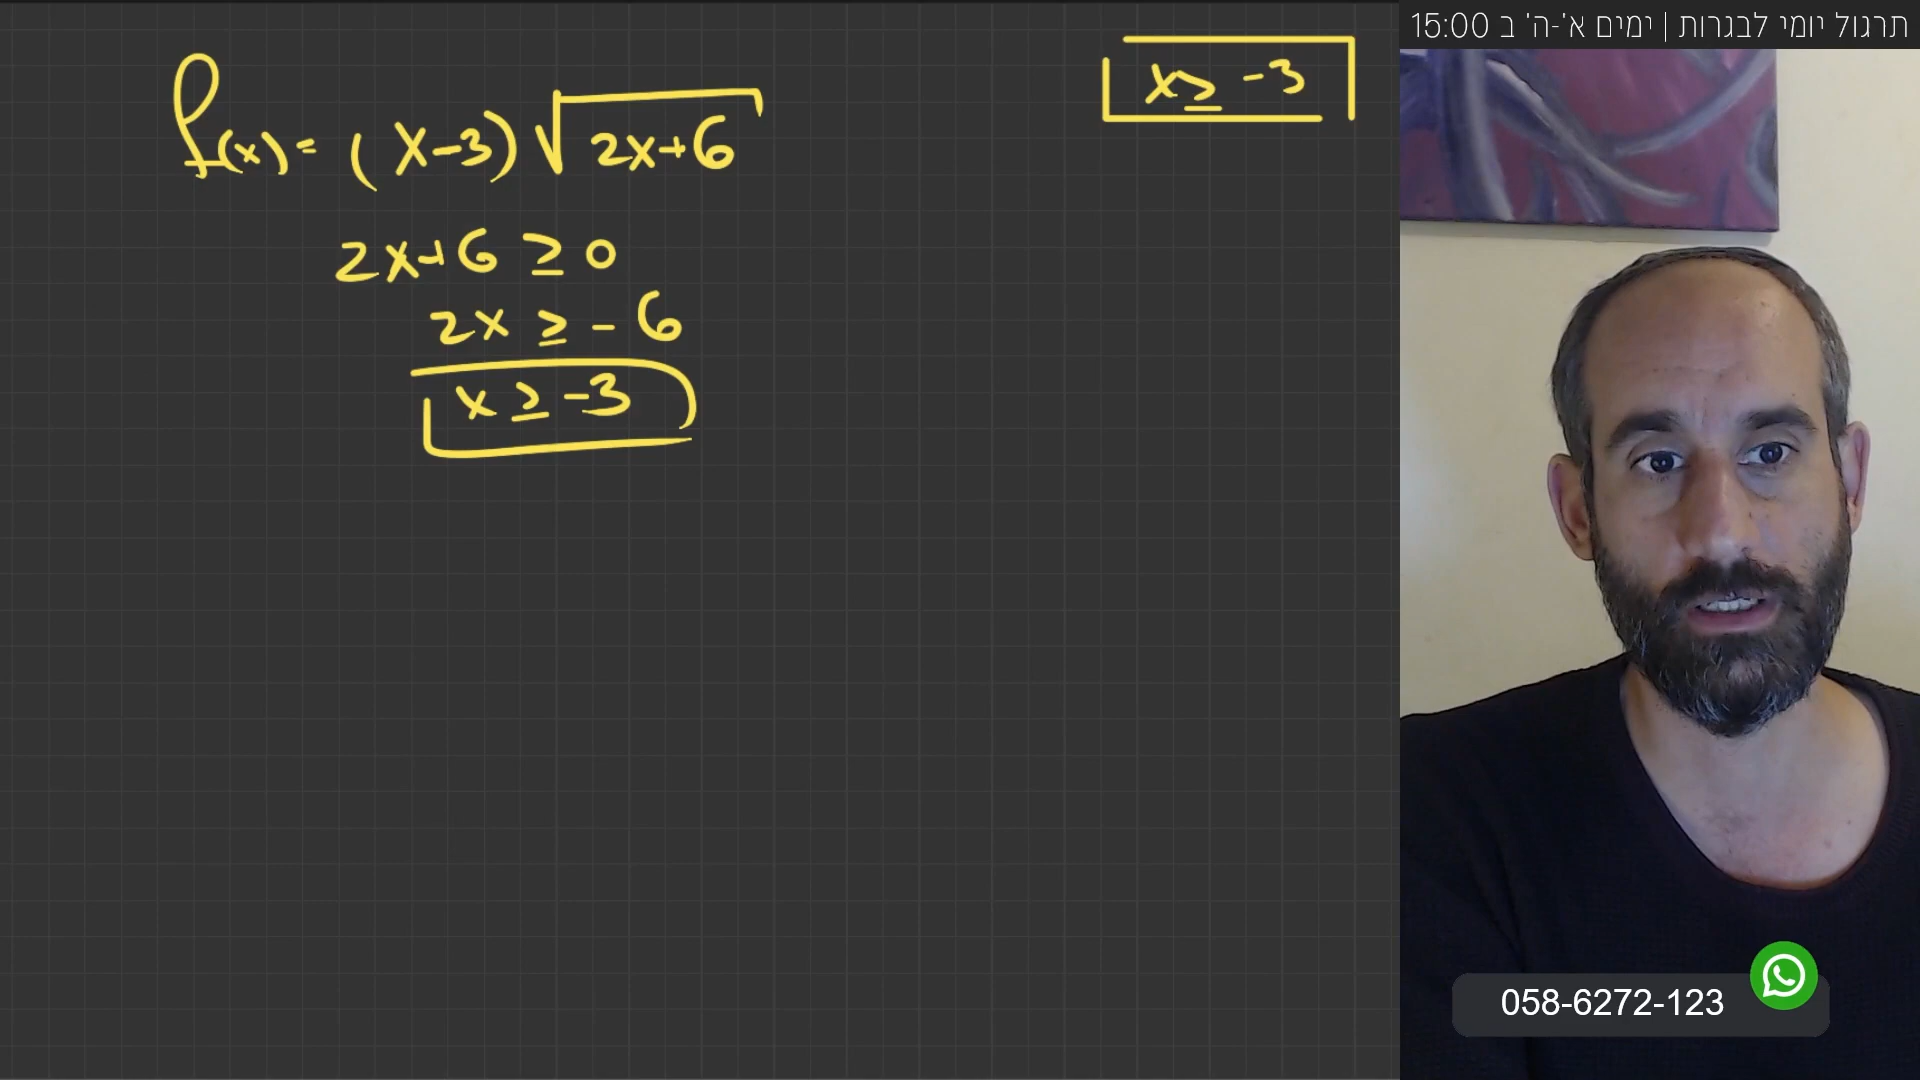 תרגול יומי לבגרות | ימים א'-ה' ב 15:00
f(x) = (x-3)√(2x+6)
x ≥ -3
2x+6 ≥ 0
2x ≥ -6
x ≥ -3
058-6272-123